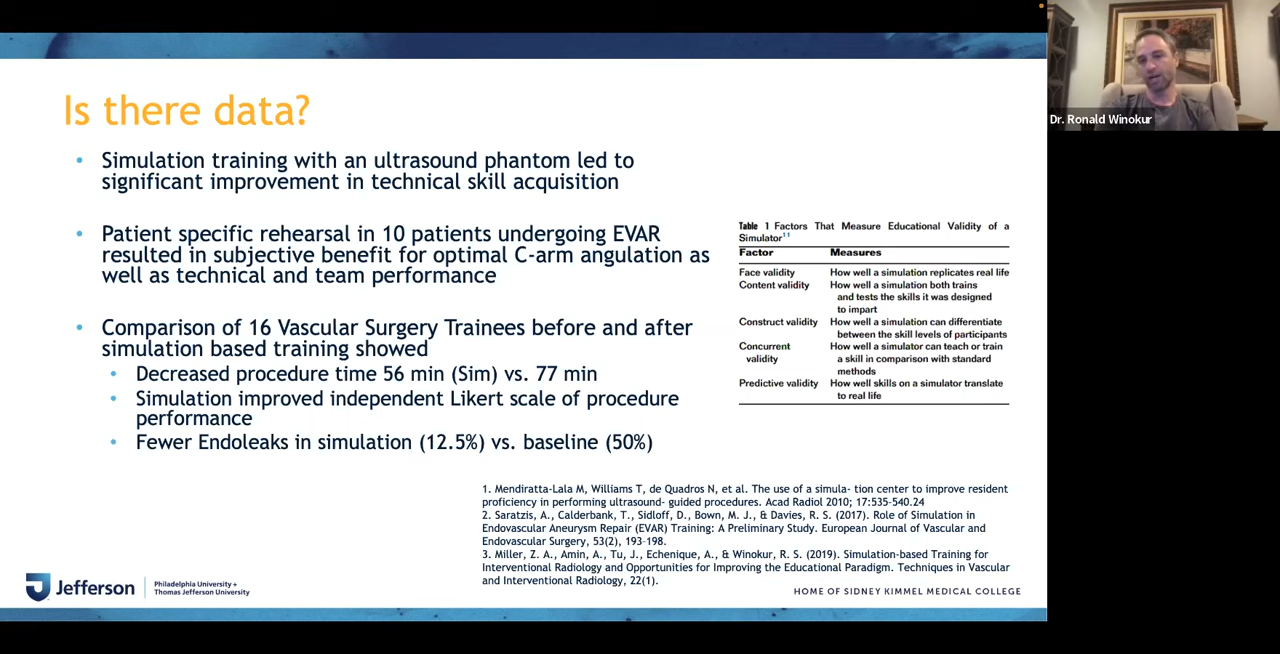 Is there data?
• Simulation training with an ultrasound phantom led to
significant improvement in technical skill acquisition
• Patient specific rehearsal in 10 patients undergoing EVAR
resulted in subjective benefit for optimal C-arm angulation as
well as technical and team performance
• Comparison of 16 Vascular Surgery Trainees before and after
simulation based training showed
• Decreased procedure time 56 min (Sim) vs. 77 min
• Simulation improved independent Likert scale of procedure
performance
• Fewer Endoleaks in simulation (12.5%) vs. baseline (50%)
Table 1 Factors That Measure Educational Validity of a
Simulator11
Factor Measures
Face validity How well a simulation replicates real life
Content validity How well a simulation both trains
and tests the skills it was designed
to impart
Construct validity How well a simulation can differentiate
between the skill levels of participants
Concurrent How well a simulator can teach or train
validity a skill in comparison with standard
methods
Predictive validity How well skills on a simulator translate
to real life
1. Mendiratta-Lala M, Williams T, de Quadros N, et al. The use of a simula- tion center to improve resident
proficiency in performing ultrasound- guided procedures. Acad Radiol 2010; 17:535-540.24
2. Saratzis, A., Calderbank, T., Sidloff, D., Bown, M. J., & Davies, R. S. (2017). Role of Simulation in
Endovascular Aneurysm Repair (EVAR) Training: A Preliminary Study. European Journal of Vascular and
Endovascular Surgery, 53(2), 193–198.
3. Miller, Z. A., Amin, A., Tu, J., Echenique, A., & Winokur, R. S. (2019). Simulation-based Training for
Interventional Radiology and Opportunities for Improving the Educational Paradigm. Techniques in Vascular
and Interventional Radiology, 22(1).
Jefferson
Philadelphia University +
Thomas Jefferson University
HOME OF SIDNEY KIMMEL MEDICAL COLLEGE
Dr. Ronald Winokur